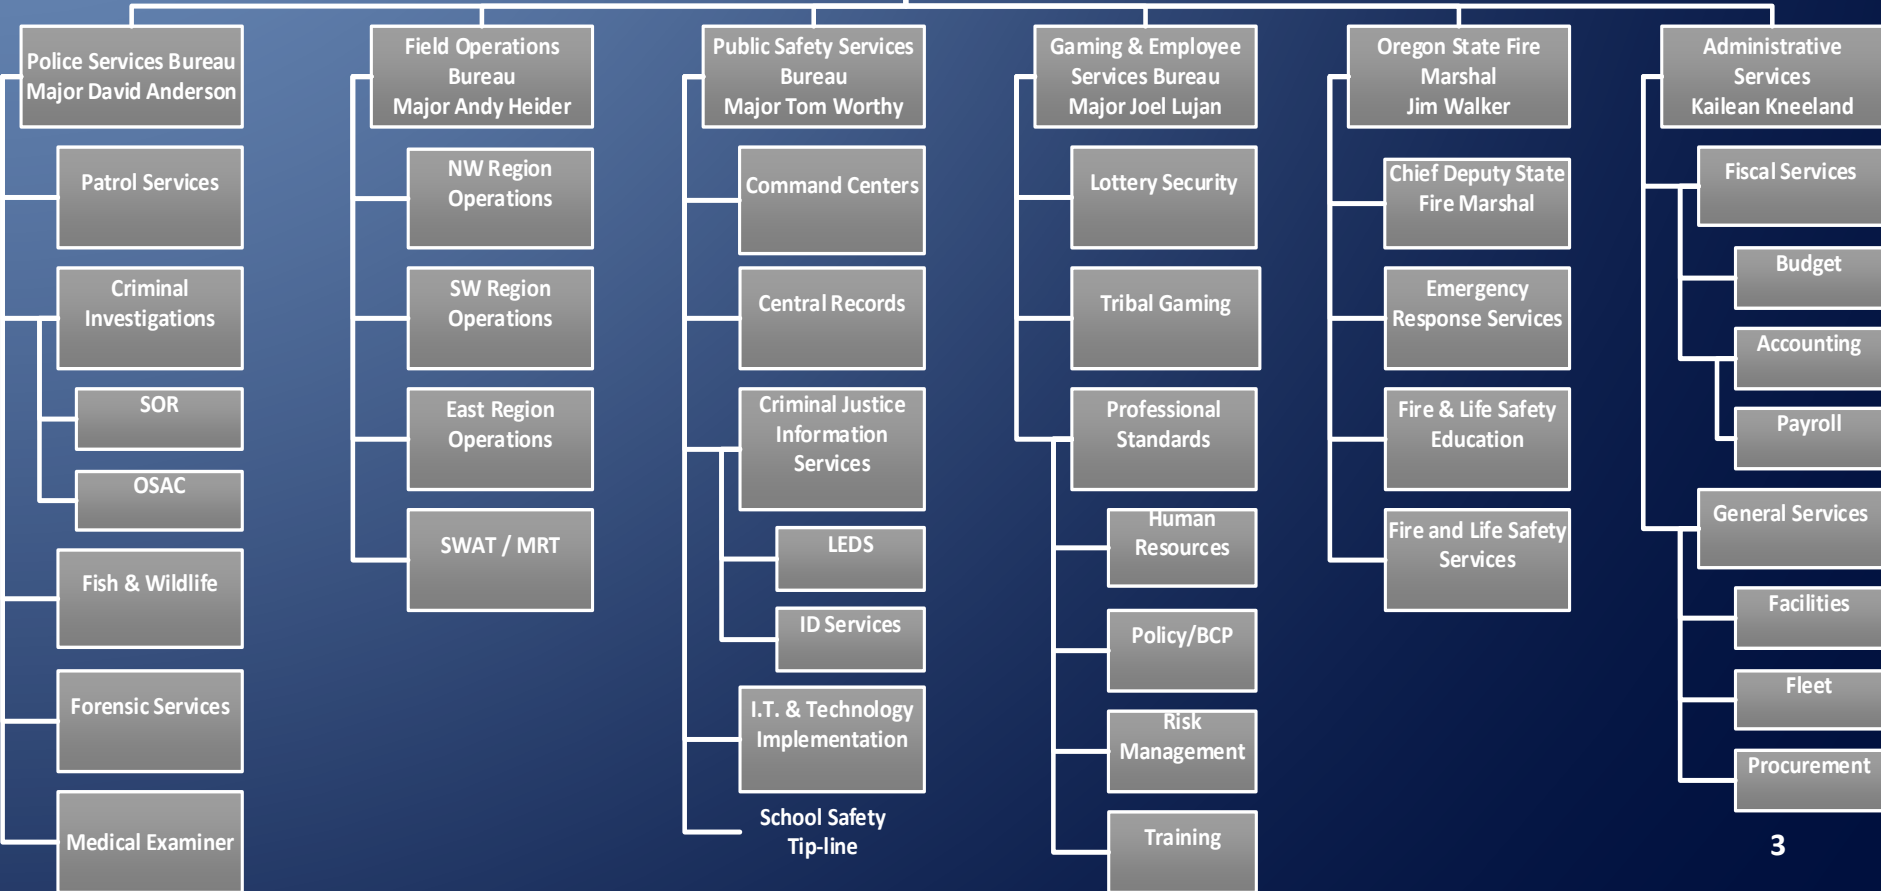 Police Services Bureau
Major David Anderson
Patrol Services
Criminal
Investigations
SOR
OSAC
Fish & Wildlife
Forensic Services
Medical Examiner
Field Operations
Bureau
Major Andy Heider
NW Region
Operations
SW Region
Operations
East Region
Operations
SWAT / MRT
Public Safety Services
Bureau
Major Tom Worthy
Command Centers
Central Records
Criminal Justice
Information
Services
LEDS
ID Services
I.T. & Technology
Implementation
School Safety
Tip-line
Gaming & Employee
Services Bureau
Major Joel Lujan
Lottery Security
Tribal Gaming
Professional
Standards
Human
Resources
Policy/BCP
Risk
Management
Training
Oregon State Fire
Marshal
Jim Walker
Chief Deputy State
Fire Marshal
Emergency
Response Services
Fire & Life Safety
Education
Fire and Life Safety
Services
Administrative
Services
Kailean Kneeland
Fiscal Services
Budget
Accounting
Payroll
General Services
Facilities
Fleet
Procurement
3